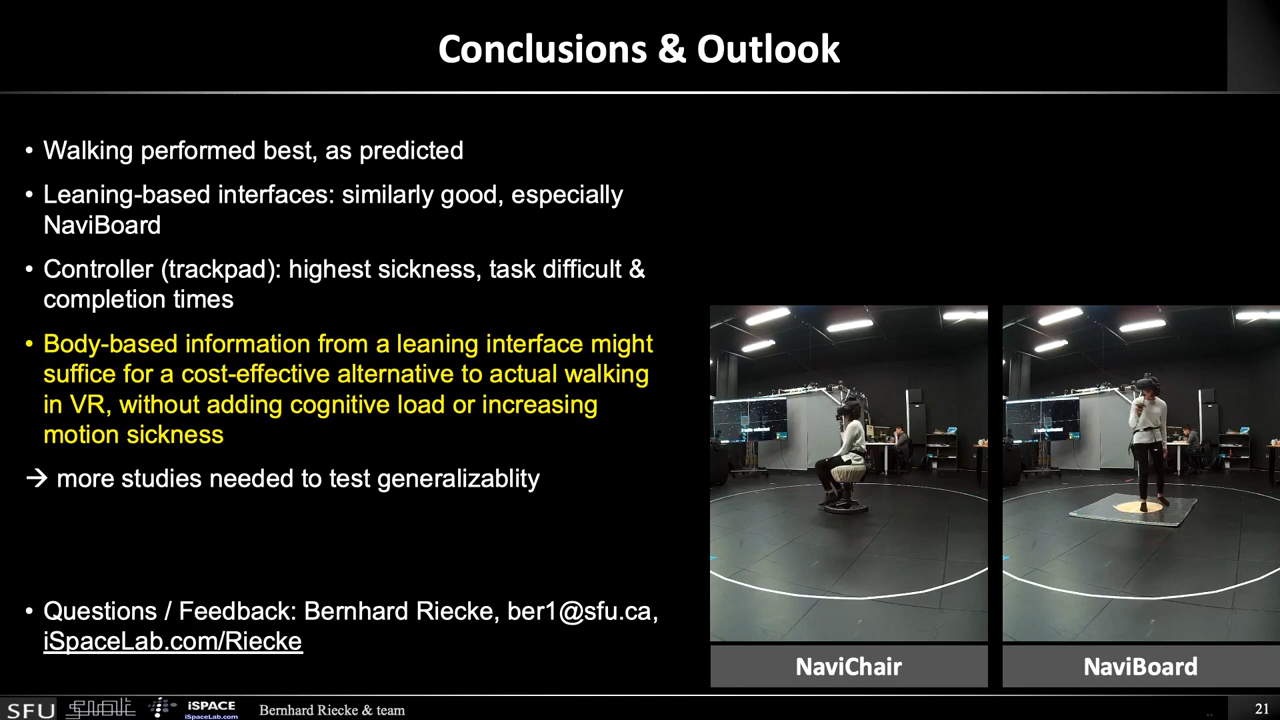 Conclusions & Outlook
• Walking performed best, as predicted
• Leaning-based interfaces: similarly good, especially
NaviBoard
• Controller (trackpad): highest sickness, task difficult &
completion times
• Body-based information from a leaning interface might
suffice for a cost-effective alternative to actual walking
in VR, without adding cognitive load or increasing
motion sickness
→ more studies needed to test generalizablity
• Questions / Feedback: Bernhard Riecke, ber1@sfu.ca,
iSpaceLab.com/Riecke
NaviChair
NaviBoard
SFU
iSPACE
iSpaceLab.com
Bernhard Riecke & team
21